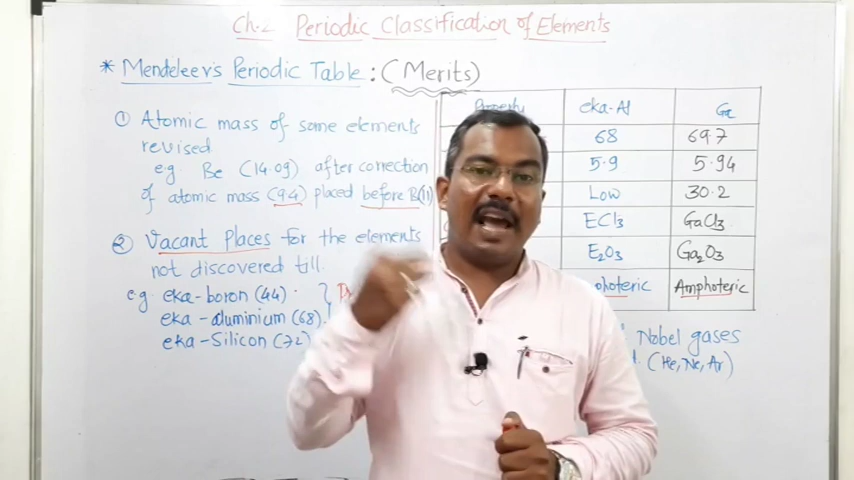 Ch.2 Periodic Classification of Elements
* Mendeleev's Periodic Table : (Merits)
① Atomic mass of some elements
revised
e.g Be (14.09) after correction
of atomic mass (9.4) placed before B(11)
② Vacant Places for the elements
not discovered till
e.g: eka-boron (44)
eka-aluminium (68)
eka-Silicon (72)
Property eka-Al Ga
68 69.7
5.9 5.94
Low 30.2
ECl3 GaCl3
E2O3 Ga2O3
Amphoteric
Nobel gases
(He, Ne, Ar)